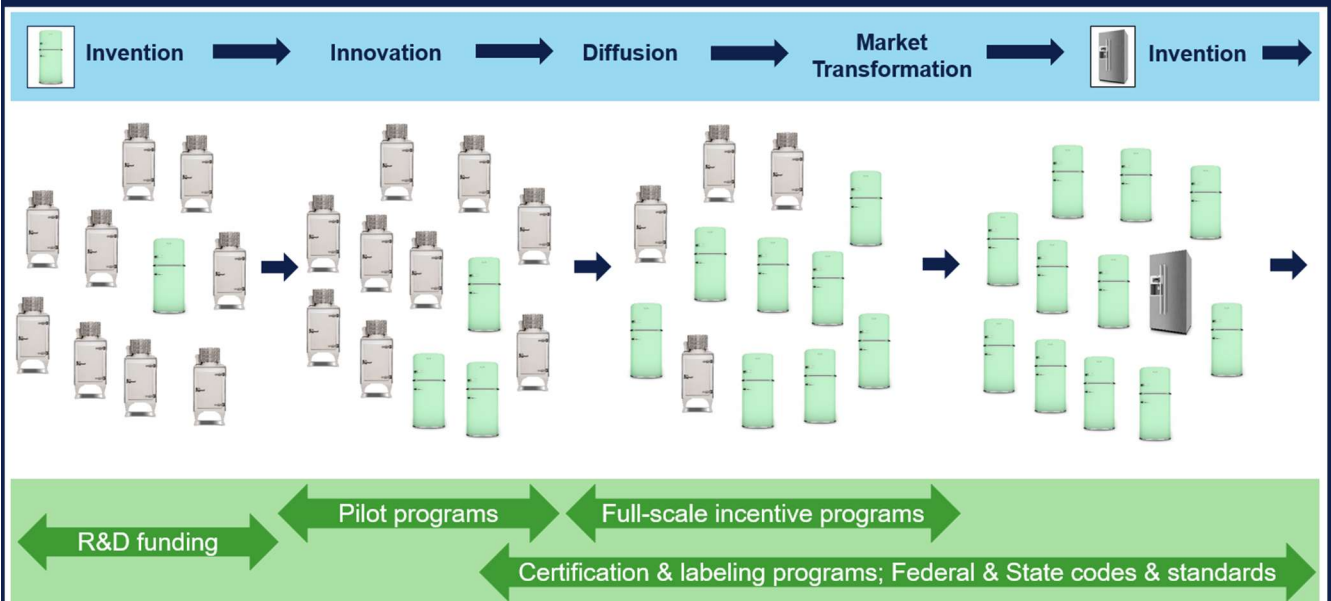 Invention
Innovation
Diffusion
Market
Transformation
Invention
Pilot programs
Full-scale incentive programs
R&D funding
Certification & labeling programs; Federal & State codes & standards